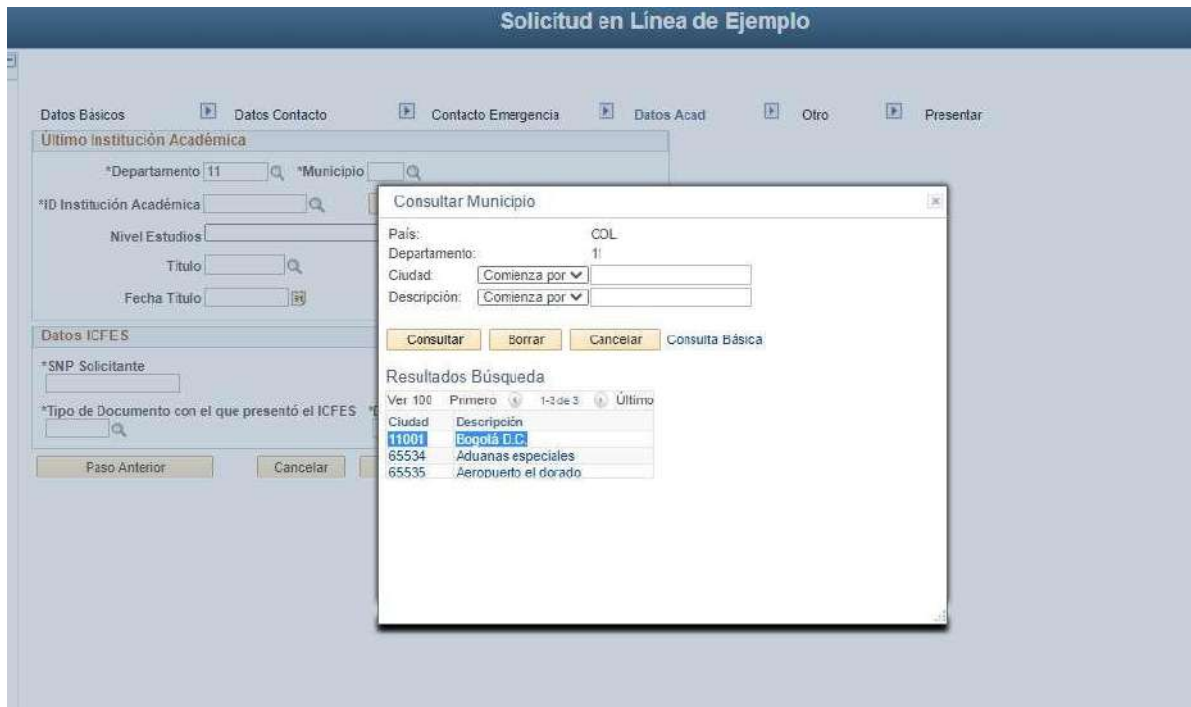 Solicitud en Línea de Ejemplo
Datos Básicos Datos Contacto Contacto Emergencia Datos Acad Otro Presentar
Último Institución Académica
*Departamento 11 *Municipio
*ID Institución Académica
Nivel Estudios
Título
Fecha Título
Datos ICFES
*SNP Solicitante
*Tipo de Documento con el que presentó el ICFES
Paso Anterior Cancelar
Consultar Municipio
País: COL
Departamento: 11
Ciudad: Comienza por
Descripción: Comienza por
Consultar Borrar Cancelar Consulta Básica
Resultados Búsqueda
Ver 100 Primero 1-3 de 3 Último
Ciudad Descripción
11001 Bogotá D.C.
65534 Aduanas especiales
65535 Aeropuerto el dorado